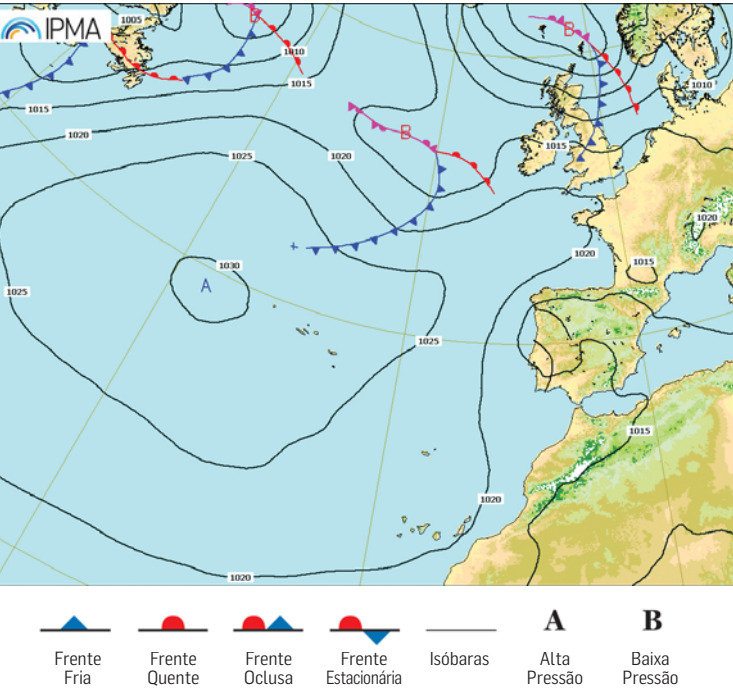 IPMA
1005
B
B
1010
1015
1010
1015
B
1020
1025
1020
1015
1020
1020
1030
1015
A
1025
1025
1015
1020
1020
A
B
Frente
Fria
Frente
Quente
Frente
Oclusa
Frente
Estacionária
Isóbaras
Alta
Pressão
Baixa
Pressão